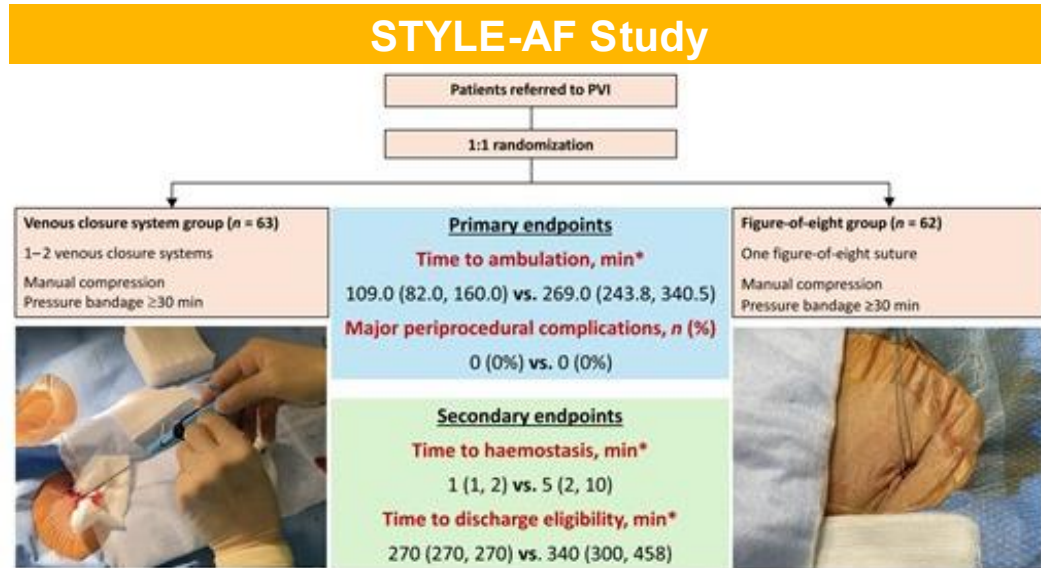 STYLE-AF Study
Patients referred to PVI
1:1 randomization
Venous closure system group (n = 63)
1–2 venous closure systems
Manual compression
Pressure bandage ≥30 min
Primary endpoints
Time to ambulation, min*
109.0 (82.0, 160.0) vs. 269.0 (243.8, 340.5)
Major periprocedural complications, n (%)
0 (0%) vs. 0 (0%)
Secondary endpoints
Time to haemostasis, min*
1 (1, 2) vs. 5 (2, 10)
Time to discharge eligibility, min*
270 (270, 270) vs. 340 (300, 458)
Figure-of-eight group (n = 62)
One figure-of-eight suture
Manual compression
Pressure bandage ≥30 min